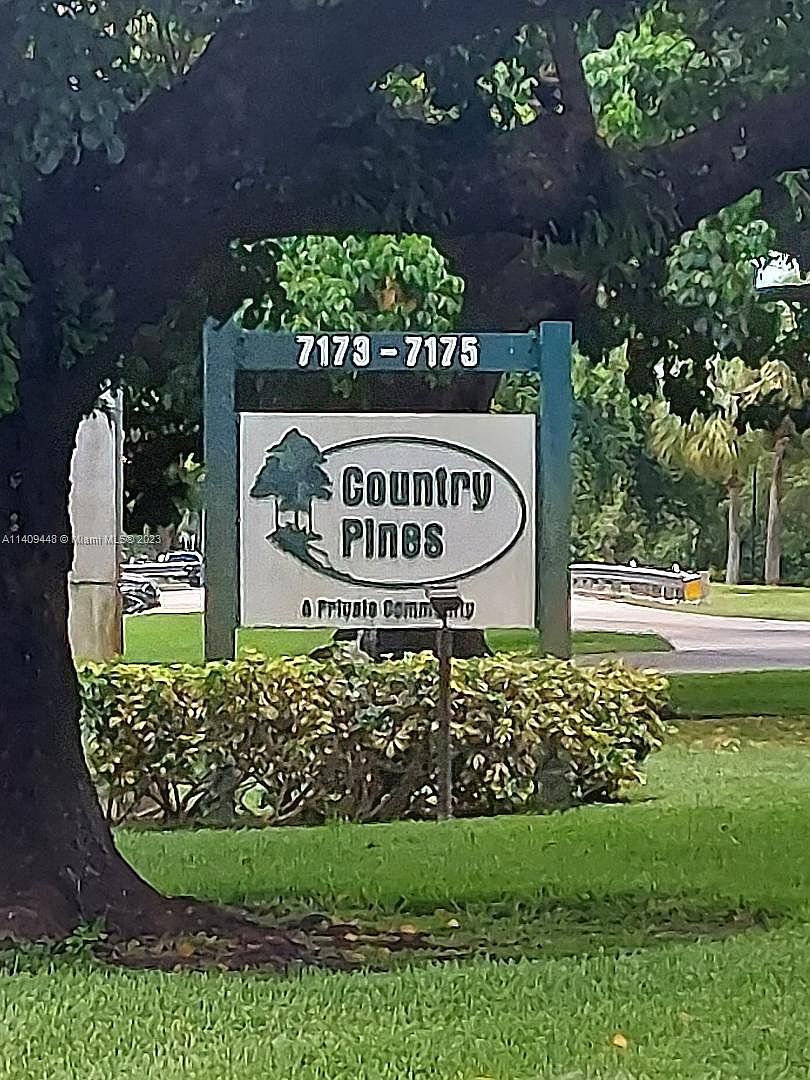 7173 - 7175
Country
Pines
A Private Community
A11409448 © Miami MLS® 2023